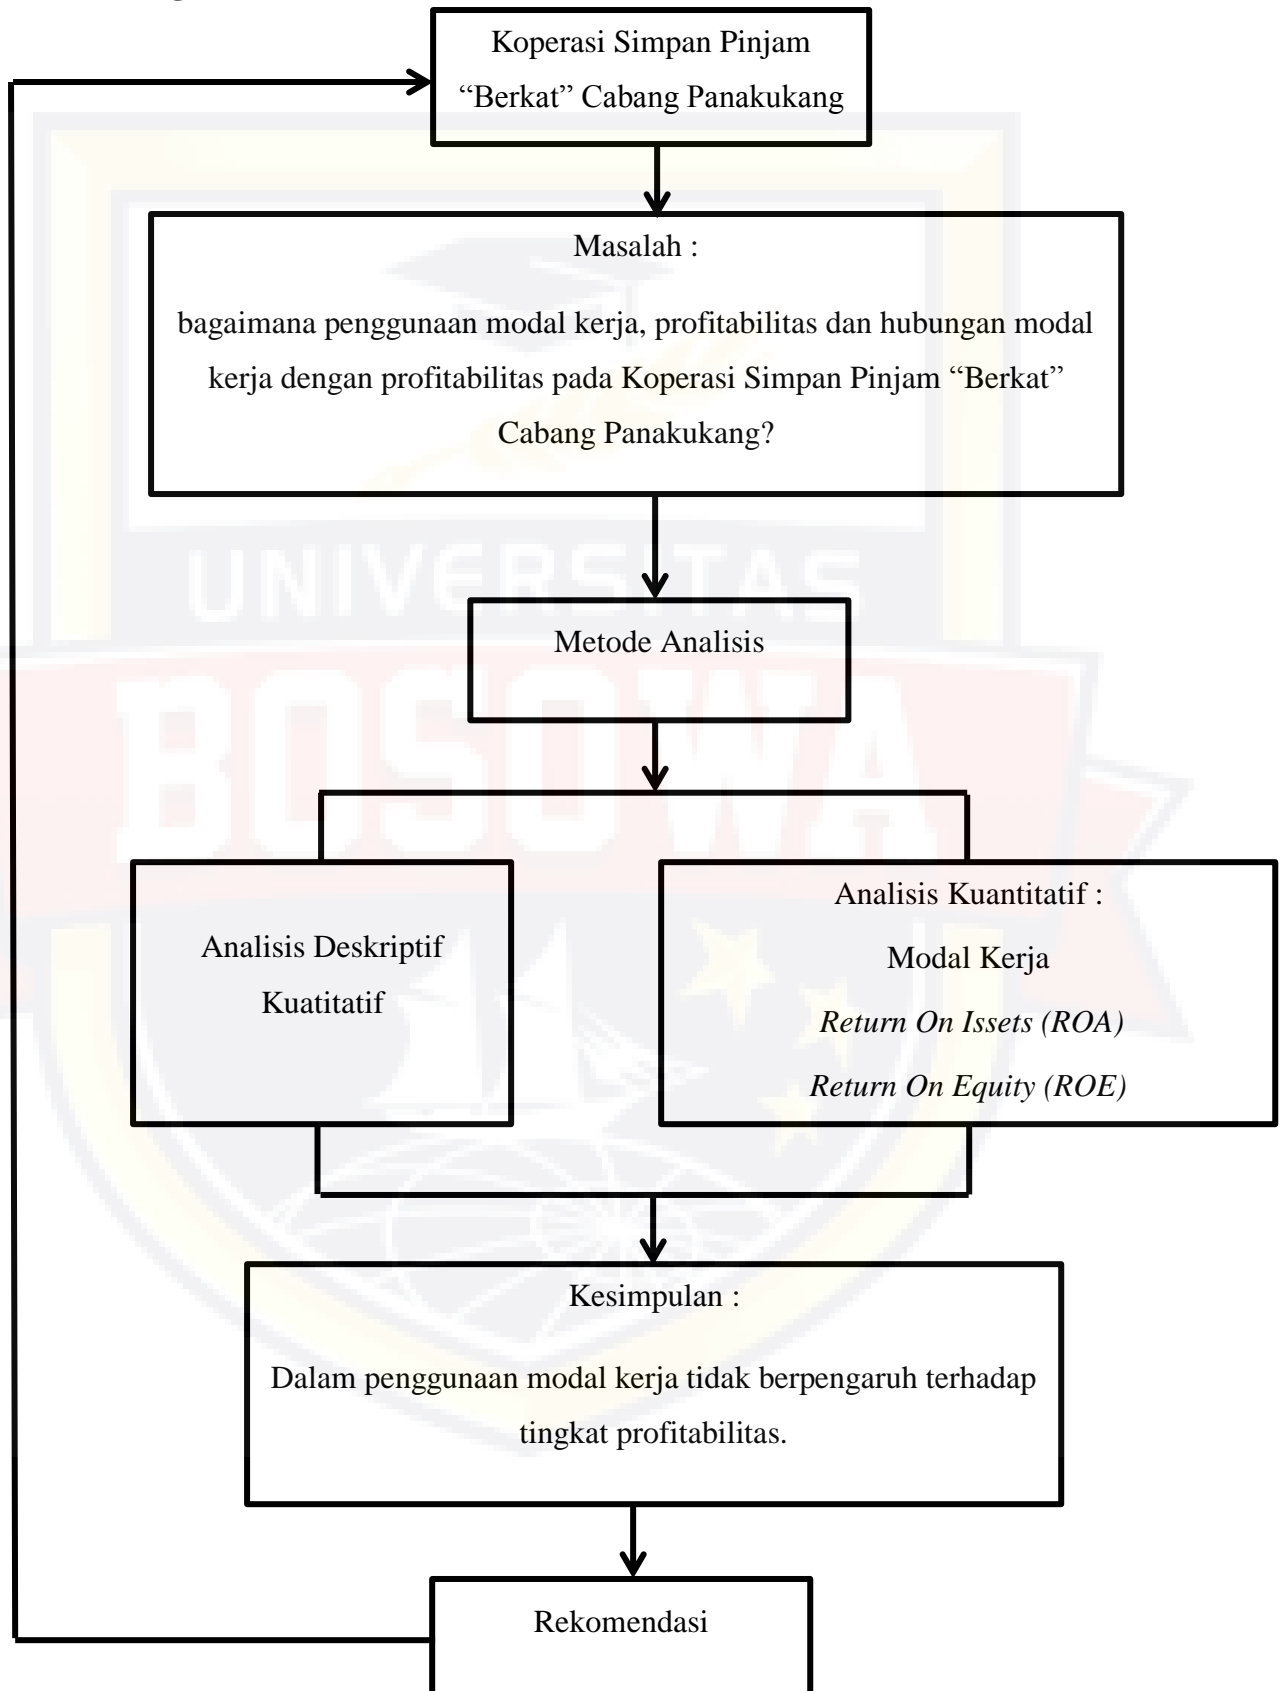 Koperasi Simpan Pinjam
“Berkat” Cabang Panakukang
Masalah :
bagaimana penggunaan modal kerja, profitabilitas dan hubungan modal
kerja dengan profitabilitas pada Koperasi Simpan Pinjam “Berkat”
Cabang Panakukang?
UNIVERSITAS
Metode Analisis
BOSOWA
Analisis Deskriptif
Kuatitatif
Analisis Kuantitatif :
Modal Kerja
Return On Issets (ROA)
Return On Equity (ROE)
Kesimpulan :
Dalam penggunaan modal kerja tidak berpengaruh terhadap
tingkat profitabilitas.
Rekomendasi